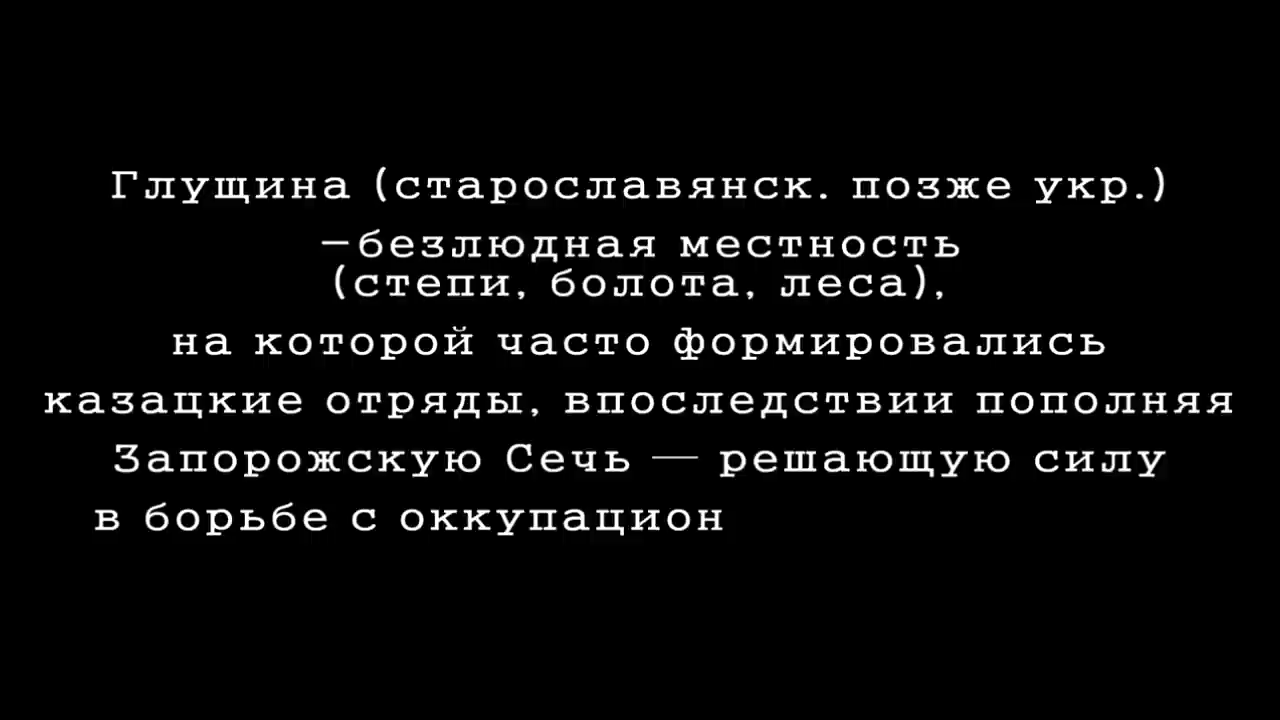 Глущина (старославянск. позже укр.)
—безлюдная местность
(степи, болота, леса),
на которой часто формировались
казацкие отряды, впоследствии пополняя
Запорожскую Сечь — решающую силу
в борьбе с оккупацион